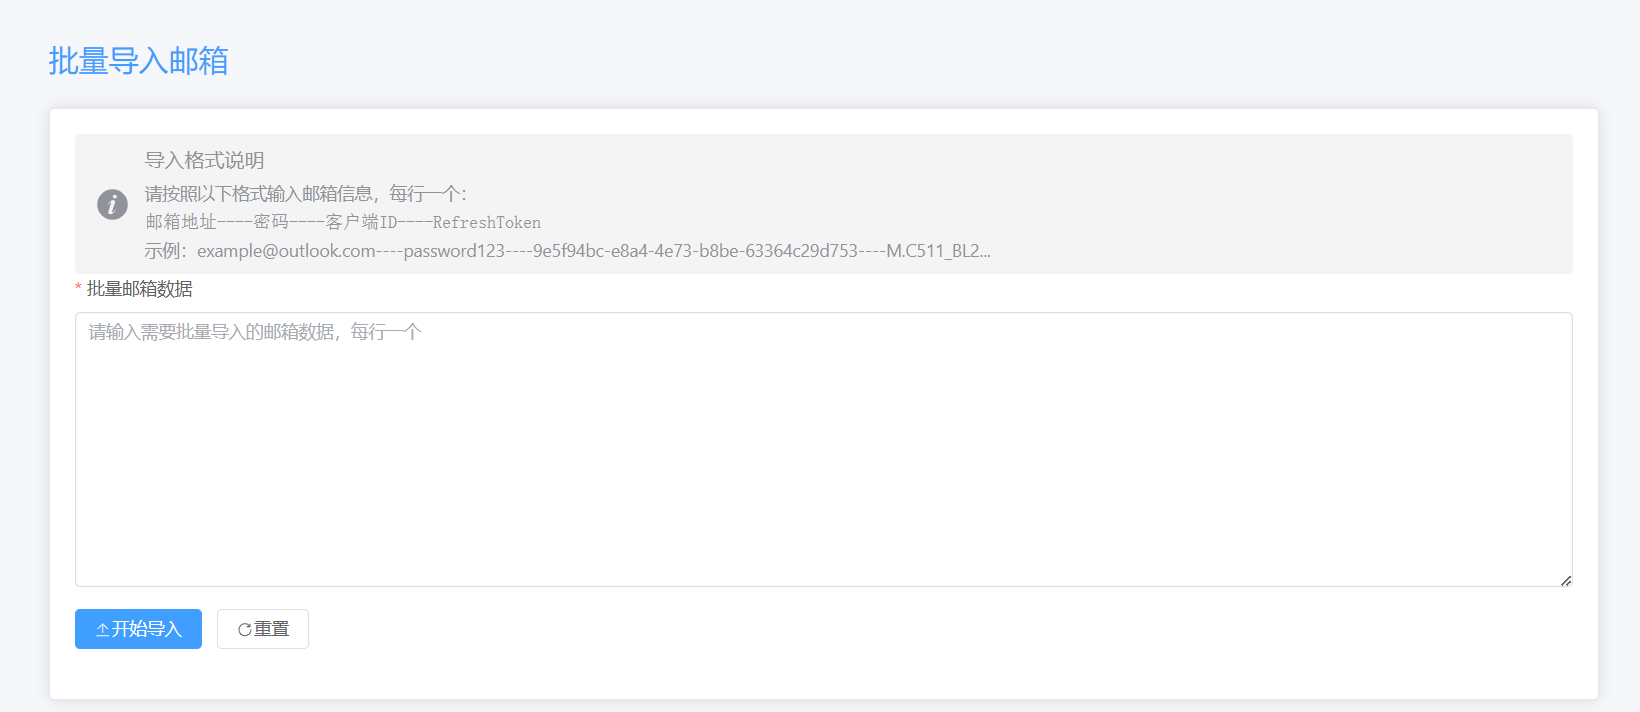 批量导入邮箱
导入格式说明
请按照以下格式输入邮箱信息，每行一个：
邮箱地址----密码----客户端ID----RefreshToken
示例：example@outlook.com----password123----9e5f94bc-e8a4-4e73-b8be-63364c29d753----M.C511_BL2...
* 批量邮箱数据
请输入需要批量导入的邮箱数据，每行一个
开始导入
重置